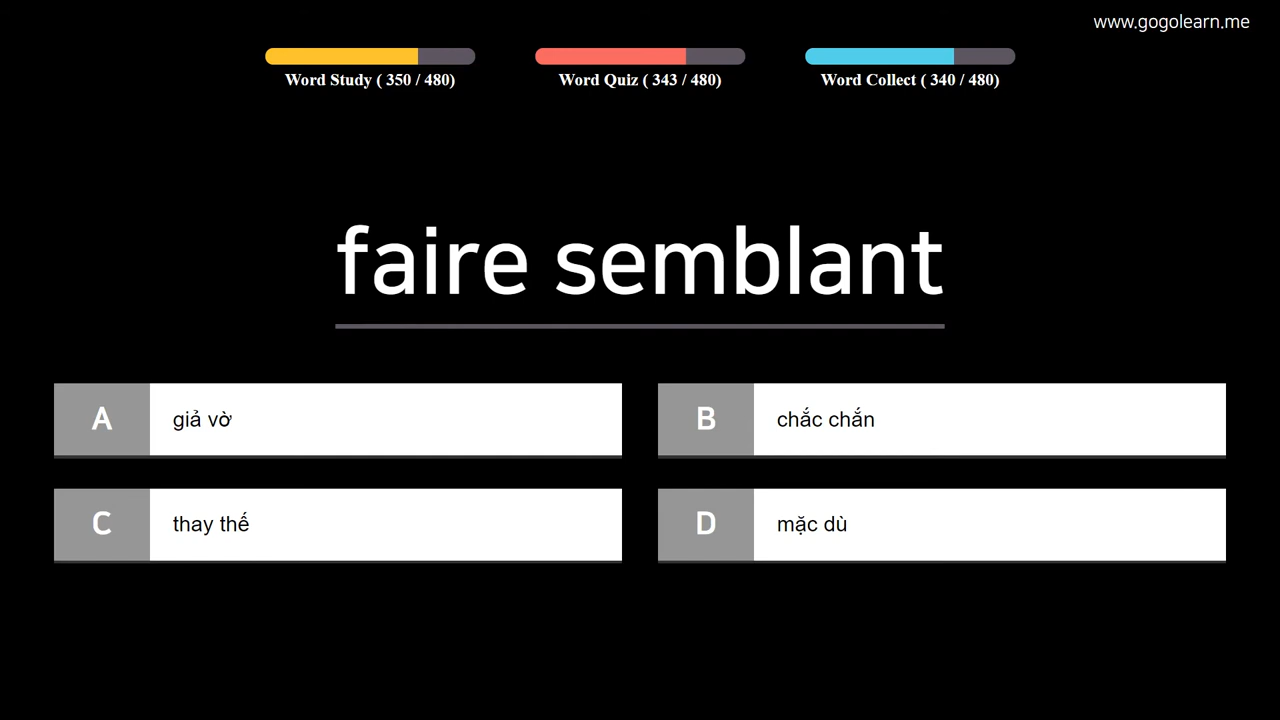 www.gogolearn.me
Word Study ( 350 / 480)
Word Quiz ( 343 / 480)
Word Collect ( 340 / 480)
faire semblant
A giả vờ
B chắc chắn
C thay thế
D mặc dù